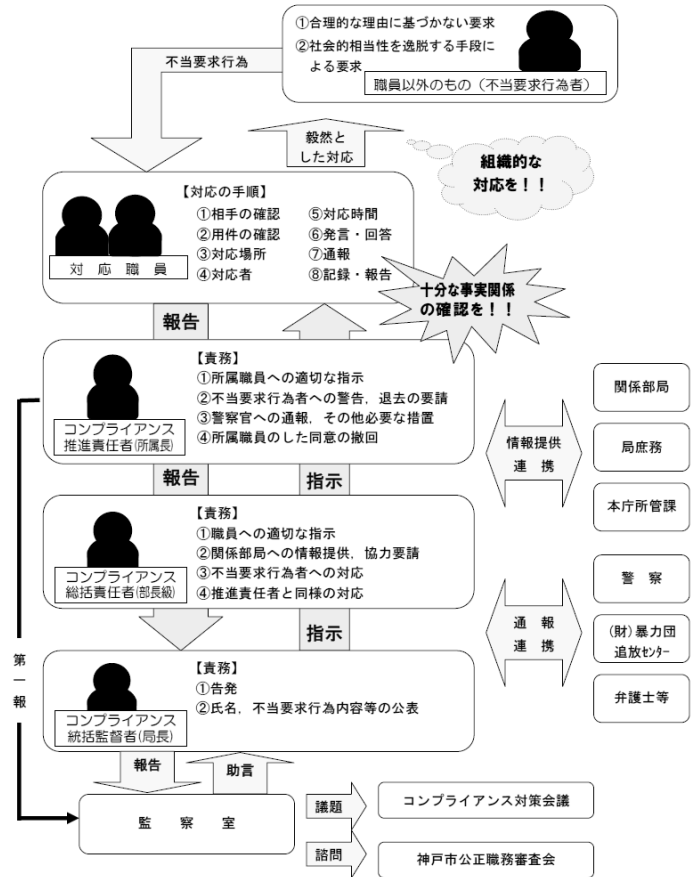 ①合理的な理由に基づかない要求
②社会的相当性を逸脱する手段
による要求
職員以外のもの（不当要求行為者）
不当要求行為
毅然と
した対応
組織的な
対応を！！
【対応の手順】
①相手の確認
②用件の確認
③対応場所
④対応者
⑤対応時間
⑥発言・回答
⑦通報
⑧記録・報告
対応職員
十分な事実関係
の確認を！！
報告
【責務】
①所属職員への適切な指示
②不当要求行為者への警告，退去の要請
③警察官への通報，その他必要な措置
④所属職員のした同意の撤回
コンプライアンス
推進責任者(所属長)
関係部局
局庶務
本庁所管課
情報提供
連携
報告
指示
【責務】
①職員への適切な指示
②関係部局への情報提供，協力要請
③不当要求行為者への対応
④推進責任者と同様の対応
コンプライアンス
総括責任者(部長級)
警察
(財)暴力団
追放センター
弁護士等
通報
連携
指示
第一報
【責務】
①告発
②氏名，不当要求行為内容等の公表
コンプライアンス
統括監督者(局長)
報告
助言
監察室
議題
コンプライアンス対策会議
諮問
神戸市公正職務審査会